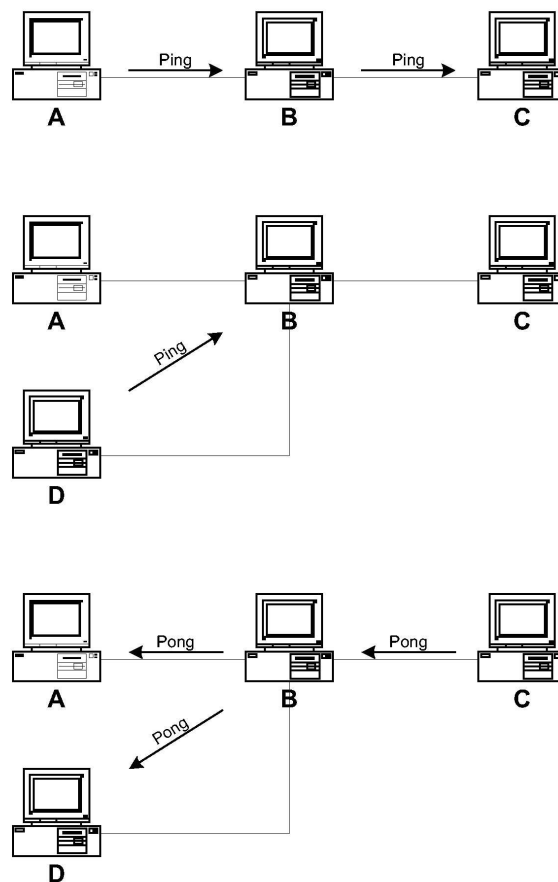 Ping Ping
A B C
A B C
Ping
D
Pong Pong
A B C
Pong
D